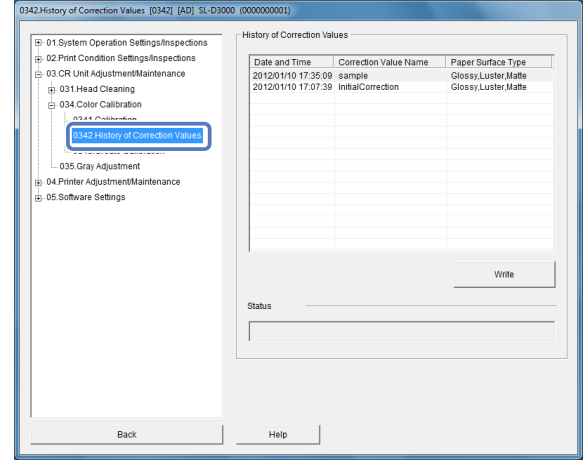 0342.History of Correction Values [0342] [AD] SL-D3000 (0000000001)
01.System Operation Settings/Inspections
02.Print Condition Settings/Inspections
03.CR Unit Adjustment/Maintenance
031.Head Cleaning
034.Color Calibration
0341.Calibration
0342.History of Correction Values
035.Gray Adjustment
04.Printer Adjustment/Maintenance
05.Software Settings
Back
History of Correction Values
Date and Time Correction Value Name Paper Surface Type
2012/01/10 17:35:09 sample Glossy,Luster,Matte
2012/01/10 17:07:39 InitialCorrection Glossy,Luster,Matte
Write
Status
Help